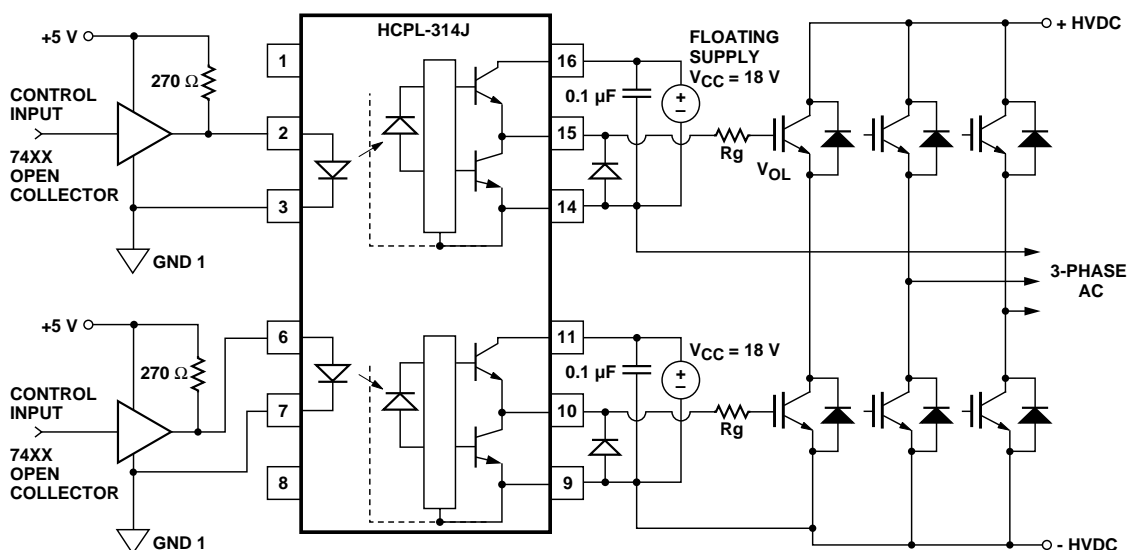 HCPL-314J
+5 V
270 Ω
CONTROL
INPUT
74XX
OPEN
COLLECTOR
GND 1
1
2
3
16
15
14
0.1 µF
FLOATING
SUPPLY
VCC = 18 V
+
–
Rg
VOL
+ HVDC
3-PHASE
AC
+5 V
270 Ω
CONTROL
INPUT
74XX
OPEN
COLLECTOR
GND 1
6
7
8
11
10
9
0.1 µF
VCC = 18 V
+
–
Rg
- HVDC